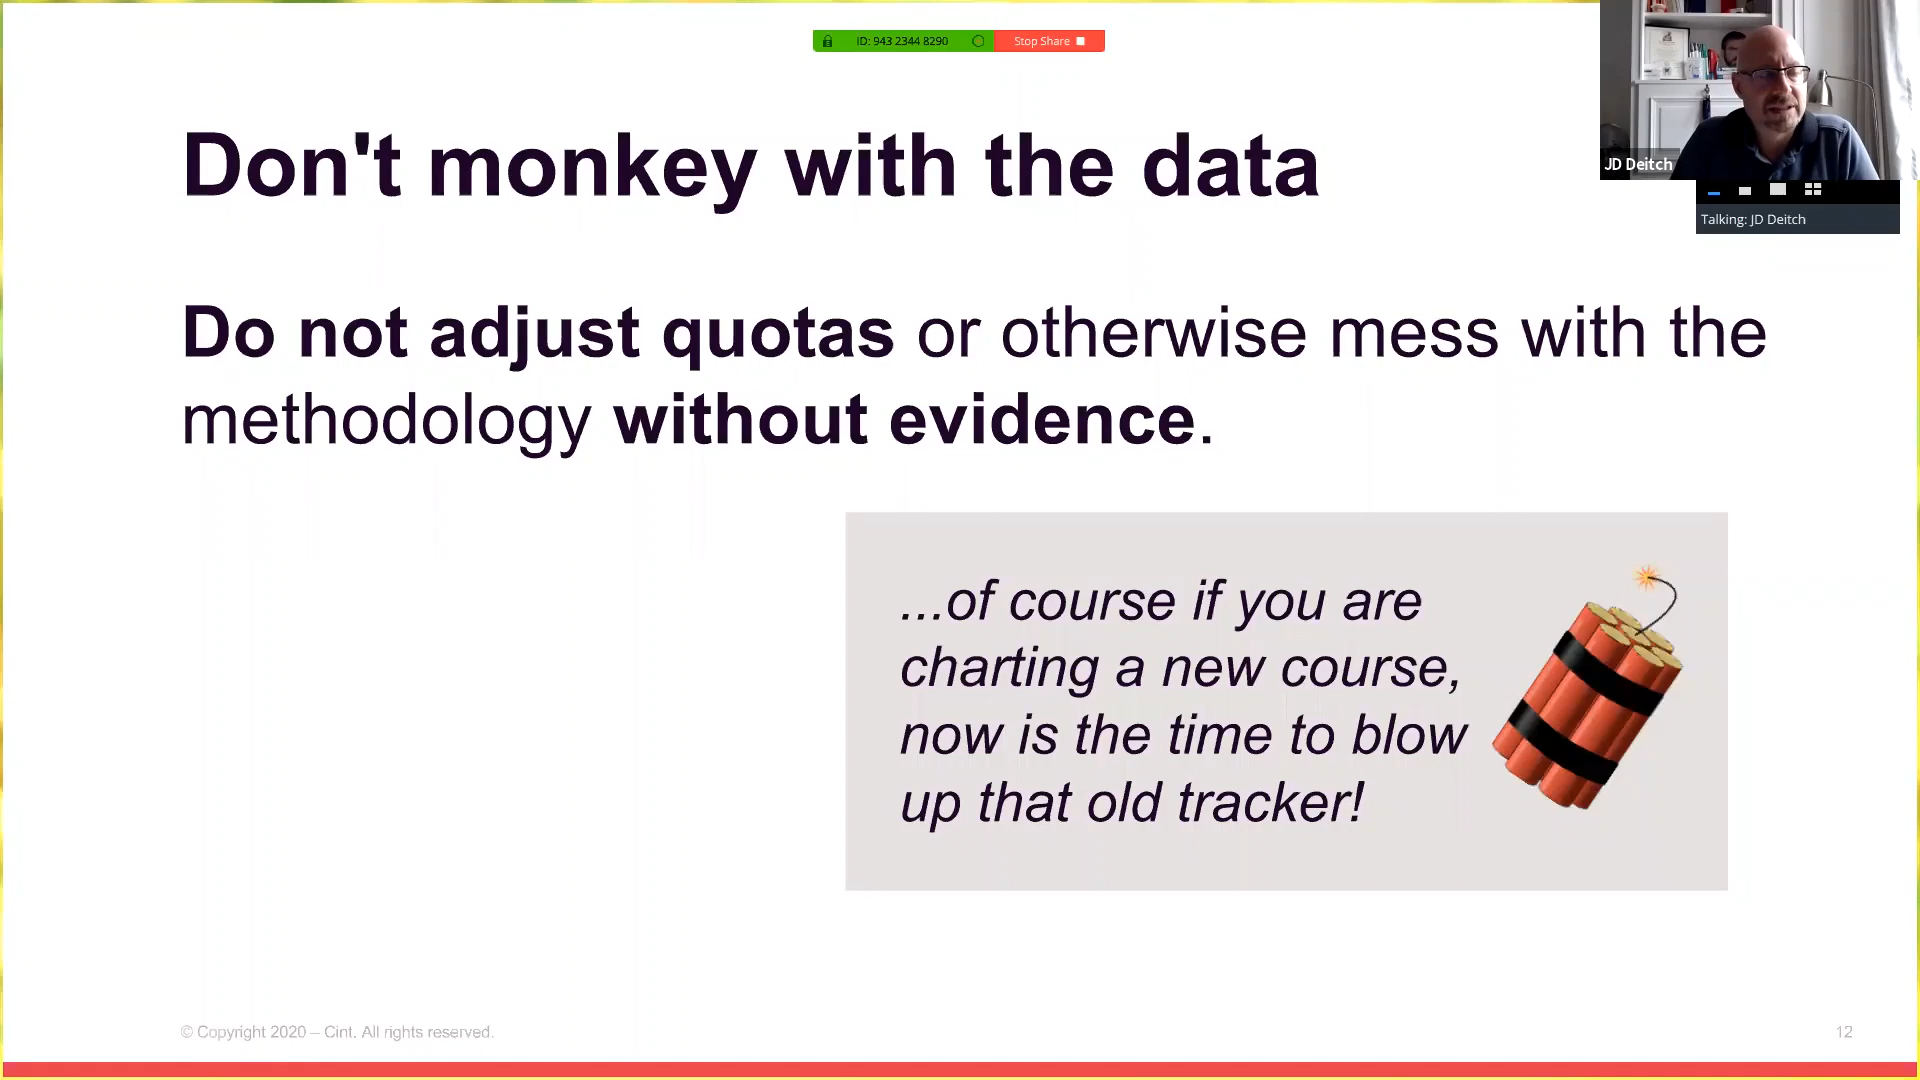 ID: 943 2344 8290 Stop Share
Don't monkey with the data
JD Deitch
Talking: JD Deitch
Do not adjust quotas or otherwise mess with the
methodology without evidence.
...of course if you are
charting a new course,
now is the time to blow
up that old tracker!
© Copyright 2020 – Cint. All rights reserved.
12